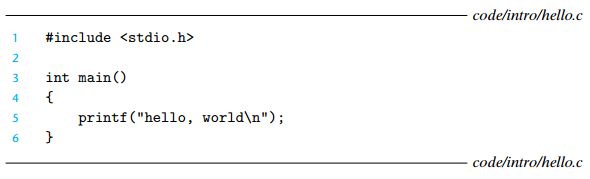 code/intro/hello.c
1 #include <stdio.h>
2
3 int main()
4 {
5     printf("hello, world\n");
6 }
code/intro/hello.c